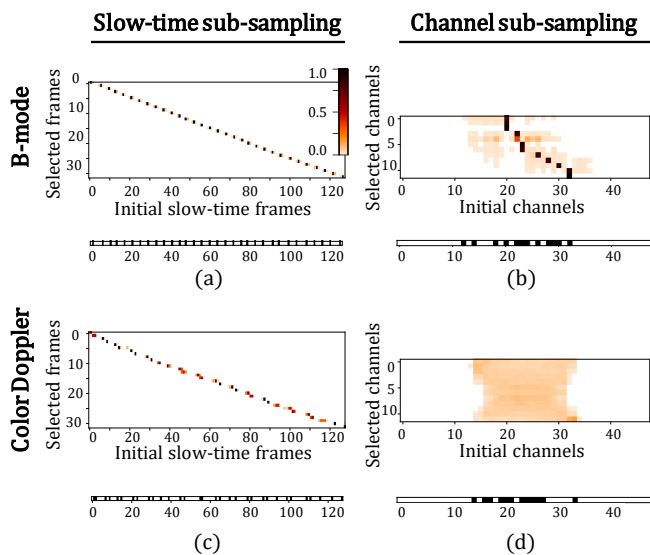 Slow-time sub-sampling
Channel sub-sampling
B-mode
Selected frames
0
10
20
30
1.0
0.5
0.0
0 20 40 60 80 100 120
Initial slow-time frames
0 20 40 60 80 100 120
(a)
Selected channels
0
5
10
0 10 20 30 40
Initial channels
0 10 20 30 40
(b)
Color Doppler
Selected frames
0
10
20
30
0 20 40 60 80 100 120
Initial slow-time frames
0 20 40 60 80 100 120
(c)
Selected channels
0
5
10
0 10 20 30 40
Initial channels
0 10 20 30 40
(d)